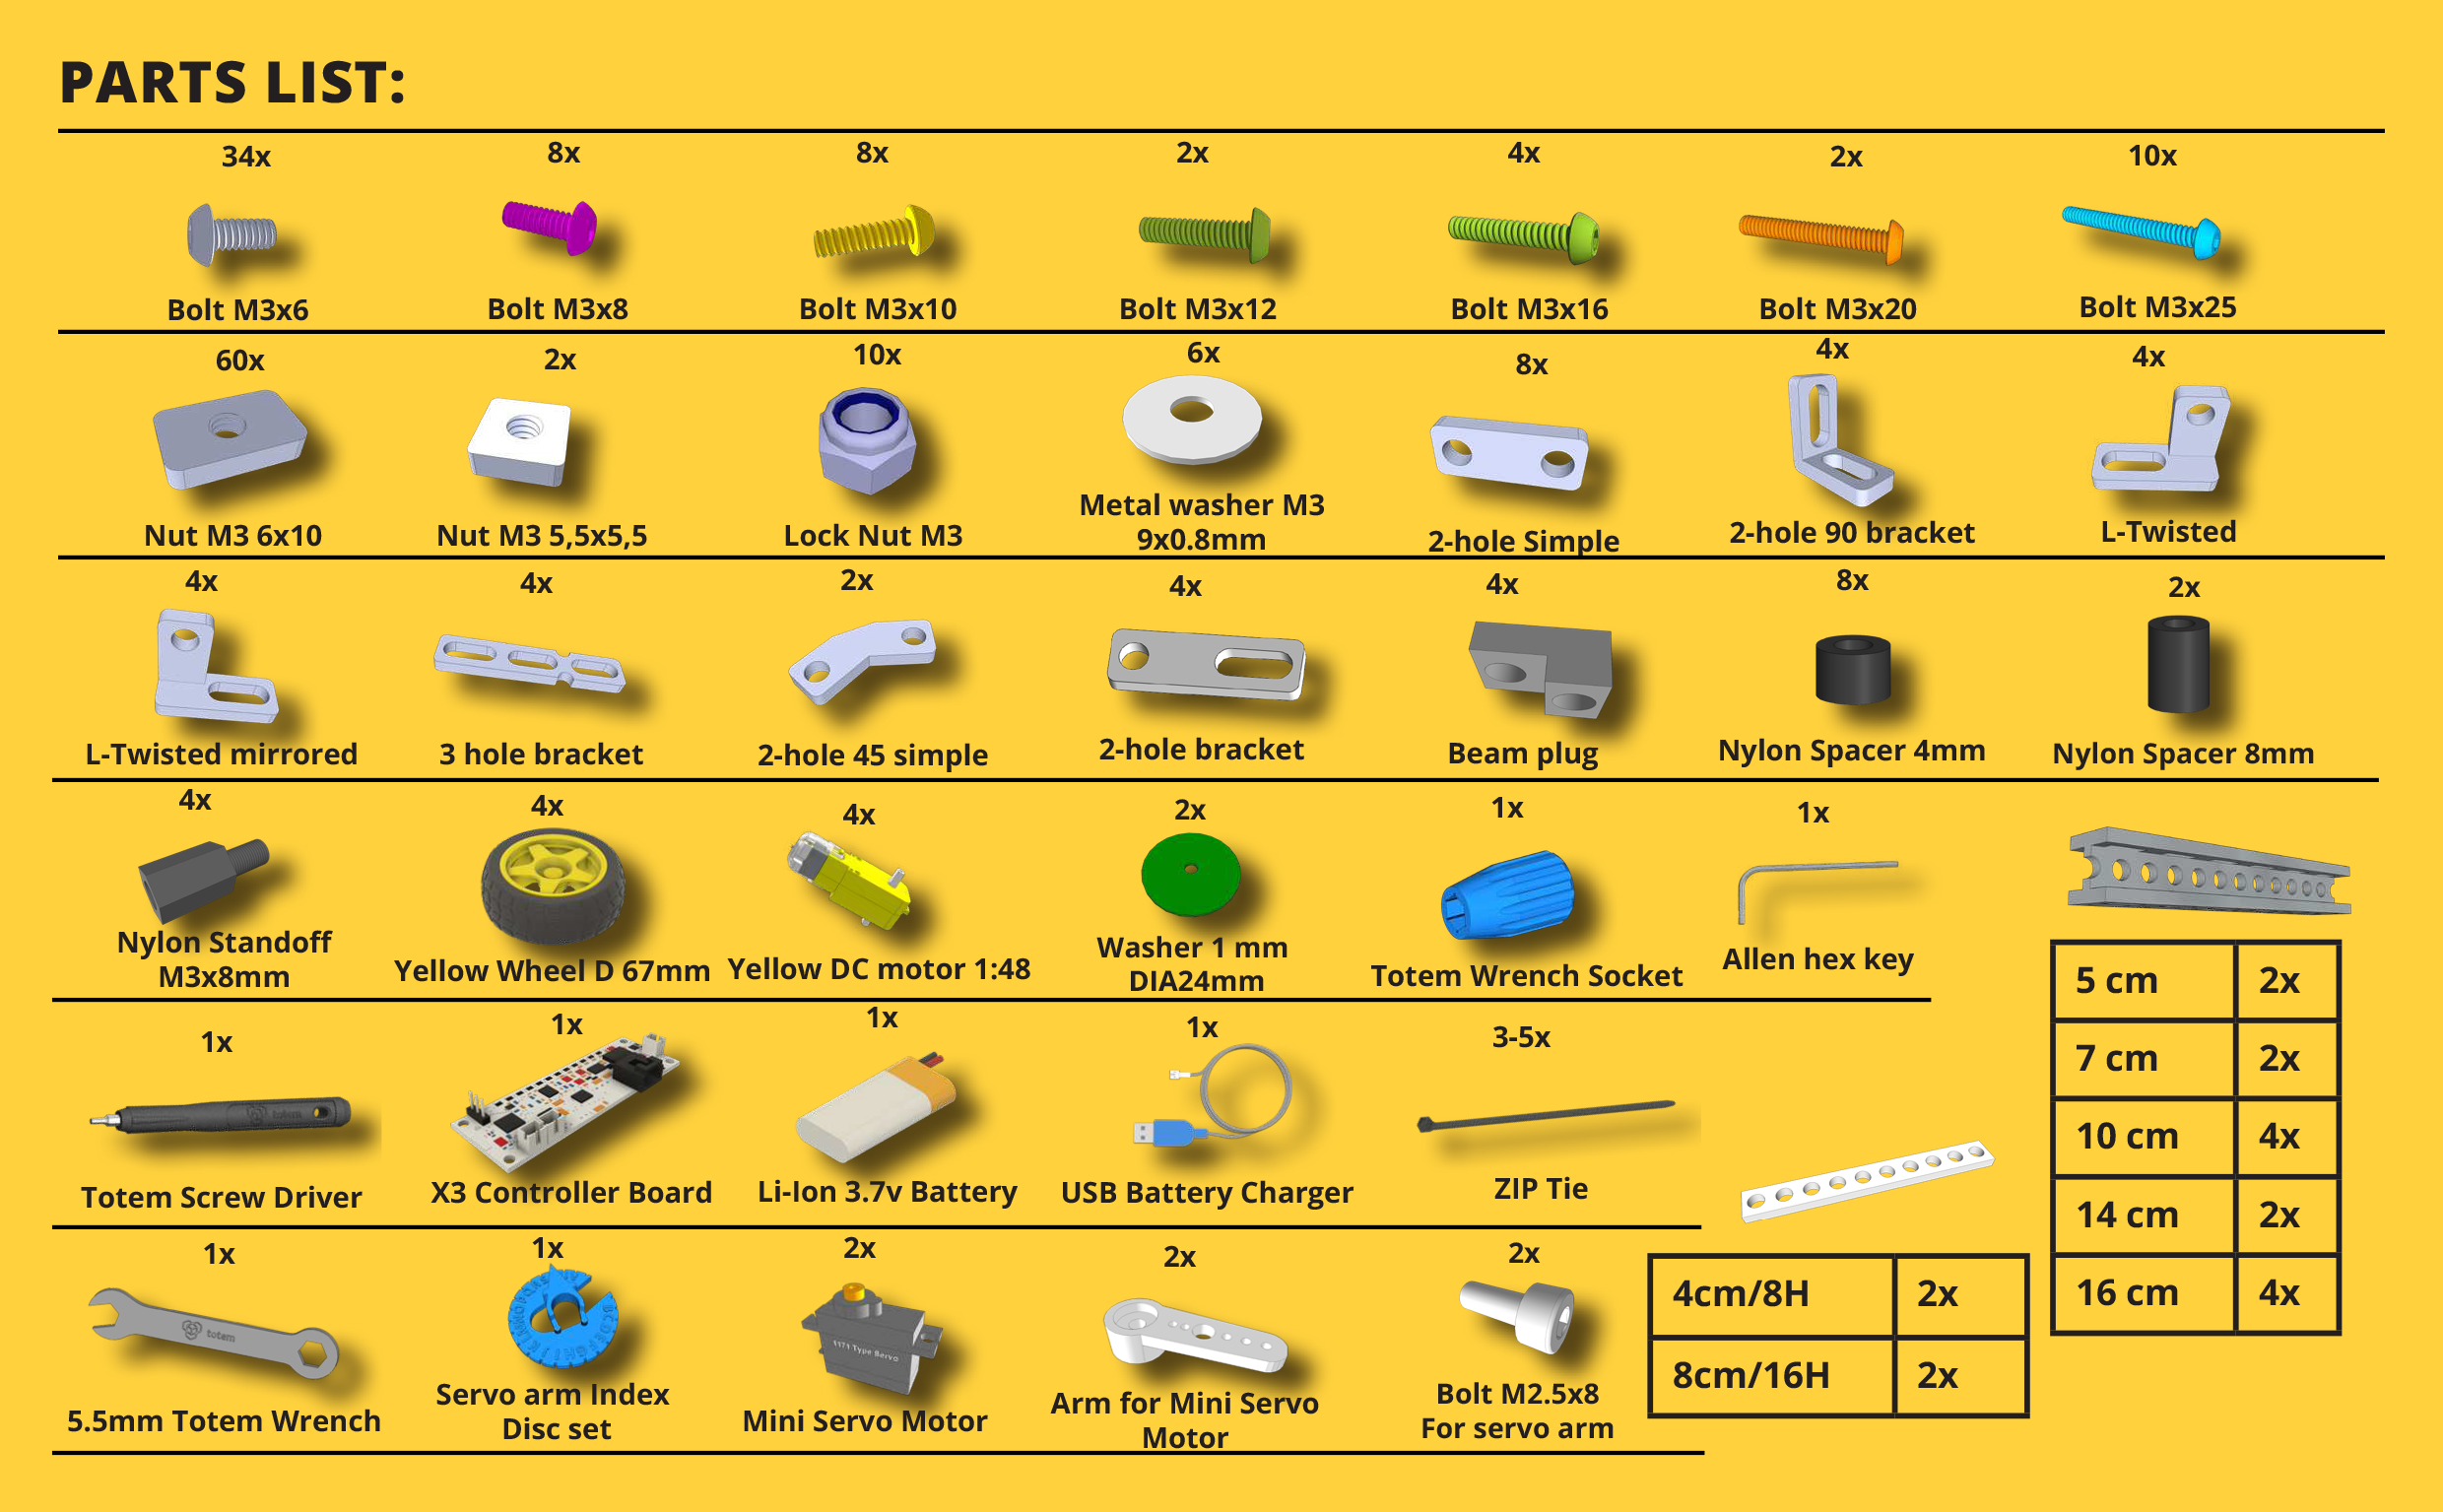 PARTS LIST:
34x
8x
8x
2x
4x
2x
10x
Bolt M3x6
Bolt M3x8
Bolt M3x10
Bolt M3x12
Bolt M3x16
Bolt M3x20
Bolt M3x25
60x
2x
10x
6x
8x
4x
4x
Nut M3 6x10
Nut M3 5,5x5,5
Lock Nut M3
Metal washer M3
9x0.8mm
2-hole Simple
2-hole 90 bracket
L-Twisted
4x
4x
2x
4x
4x
8x
2x
L-Twisted mirrored
3 hole bracket
2-hole 45 simple
2-hole bracket
Beam plug
Nylon Spacer 4mm
Nylon Spacer 8mm
4x
4x
4x
2x
1x
1x
Nylon Standoff
M3x8mm
Yellow Wheel D 67mm
Yellow DC motor 1:48
Washer 1 mm
DIA24mm
Totem Wrench Socket
Allen hex key
5 cm 2x
7 cm 2x
10 cm 4x
14 cm 2x
16 cm 4x
1x
1x
1x
1x
3-5x
totem
Totem Screw Driver
X3 Controller Board
Li-Ion 3.7v Battery
USB Battery Charger
ZIP Tie
1x
1x
2x
2x
2x
totem
1171 Type Servo
5.5mm Totem Wrench
Servo arm Index
Disc set
Mini Servo Motor
Arm for Mini Servo
Motor
Bolt M2.5x8
For servo arm
4cm/8H 2x
8cm/16H 2x